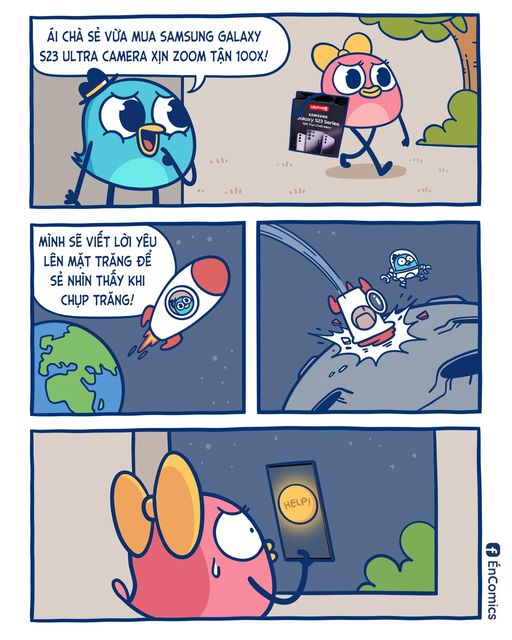 ÁI CHÀ SẺ VỪA MUA SAMSUNG GALAXY
S23 ULTRA CAMERA XỊN ZOOM TẬN 100X!
SAMSUNG
Galaxy S23 Series
MÌNH SẼ VIẾT LỜI YÊU
LÊN MẶT TRĂNG ĐỂ
SẺ NHÌN THẤY KHI
CHỤP TRĂNG!
HELP!
ÉnComics